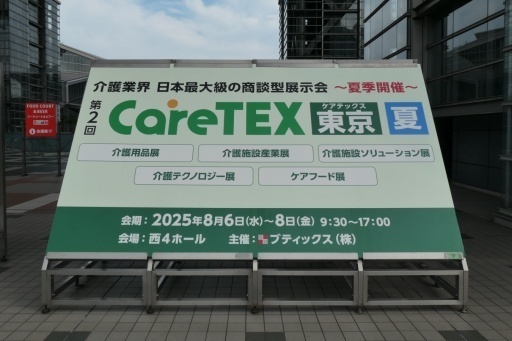 介護業界 日本最大級の商談型展示会 ～夏季開催～
第2回 CareTEX ケアテックス 東京 夏
介護用品展 介護施設産業展 介護施設ソリューション展
介護テクノロジー展 ケアフード展
会期：2025年8月6日(水)～8日(金) 9:30～17:00
会場：西4ホール 主催：ブティックス(株)
FOOD COURT